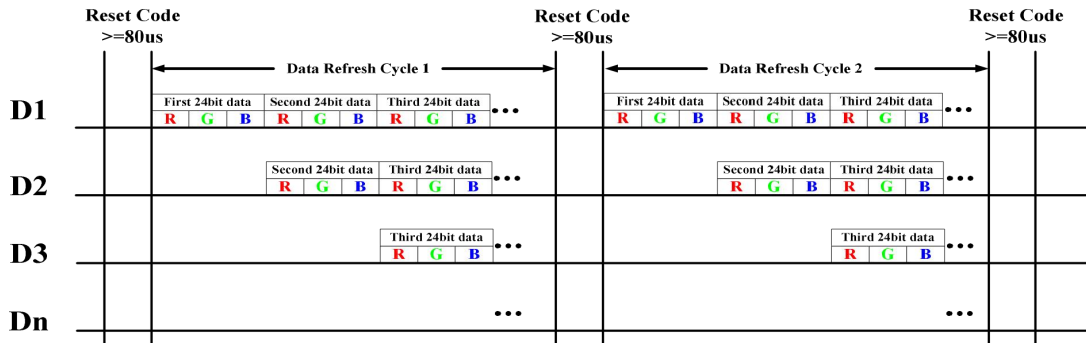 Reset Code Reset Code Reset Code
>=80us >=80us >=80us
Data Refresh Cycle 1 Data Refresh Cycle 2
D1 First 24bit data Second 24bit data Third 24bit data ••• First 24bit data Second 24bit data Third 24bit data •••
R G B R G B R G B R G B R G B R G B
D2 Second 24bit data Third 24bit data ••• Second 24bit data Third 24bit data •••
R G B R G B R G B R G B
D3 Third 24bit data ••• Third 24bit data •••
R G B R G B
Dn ••• •••